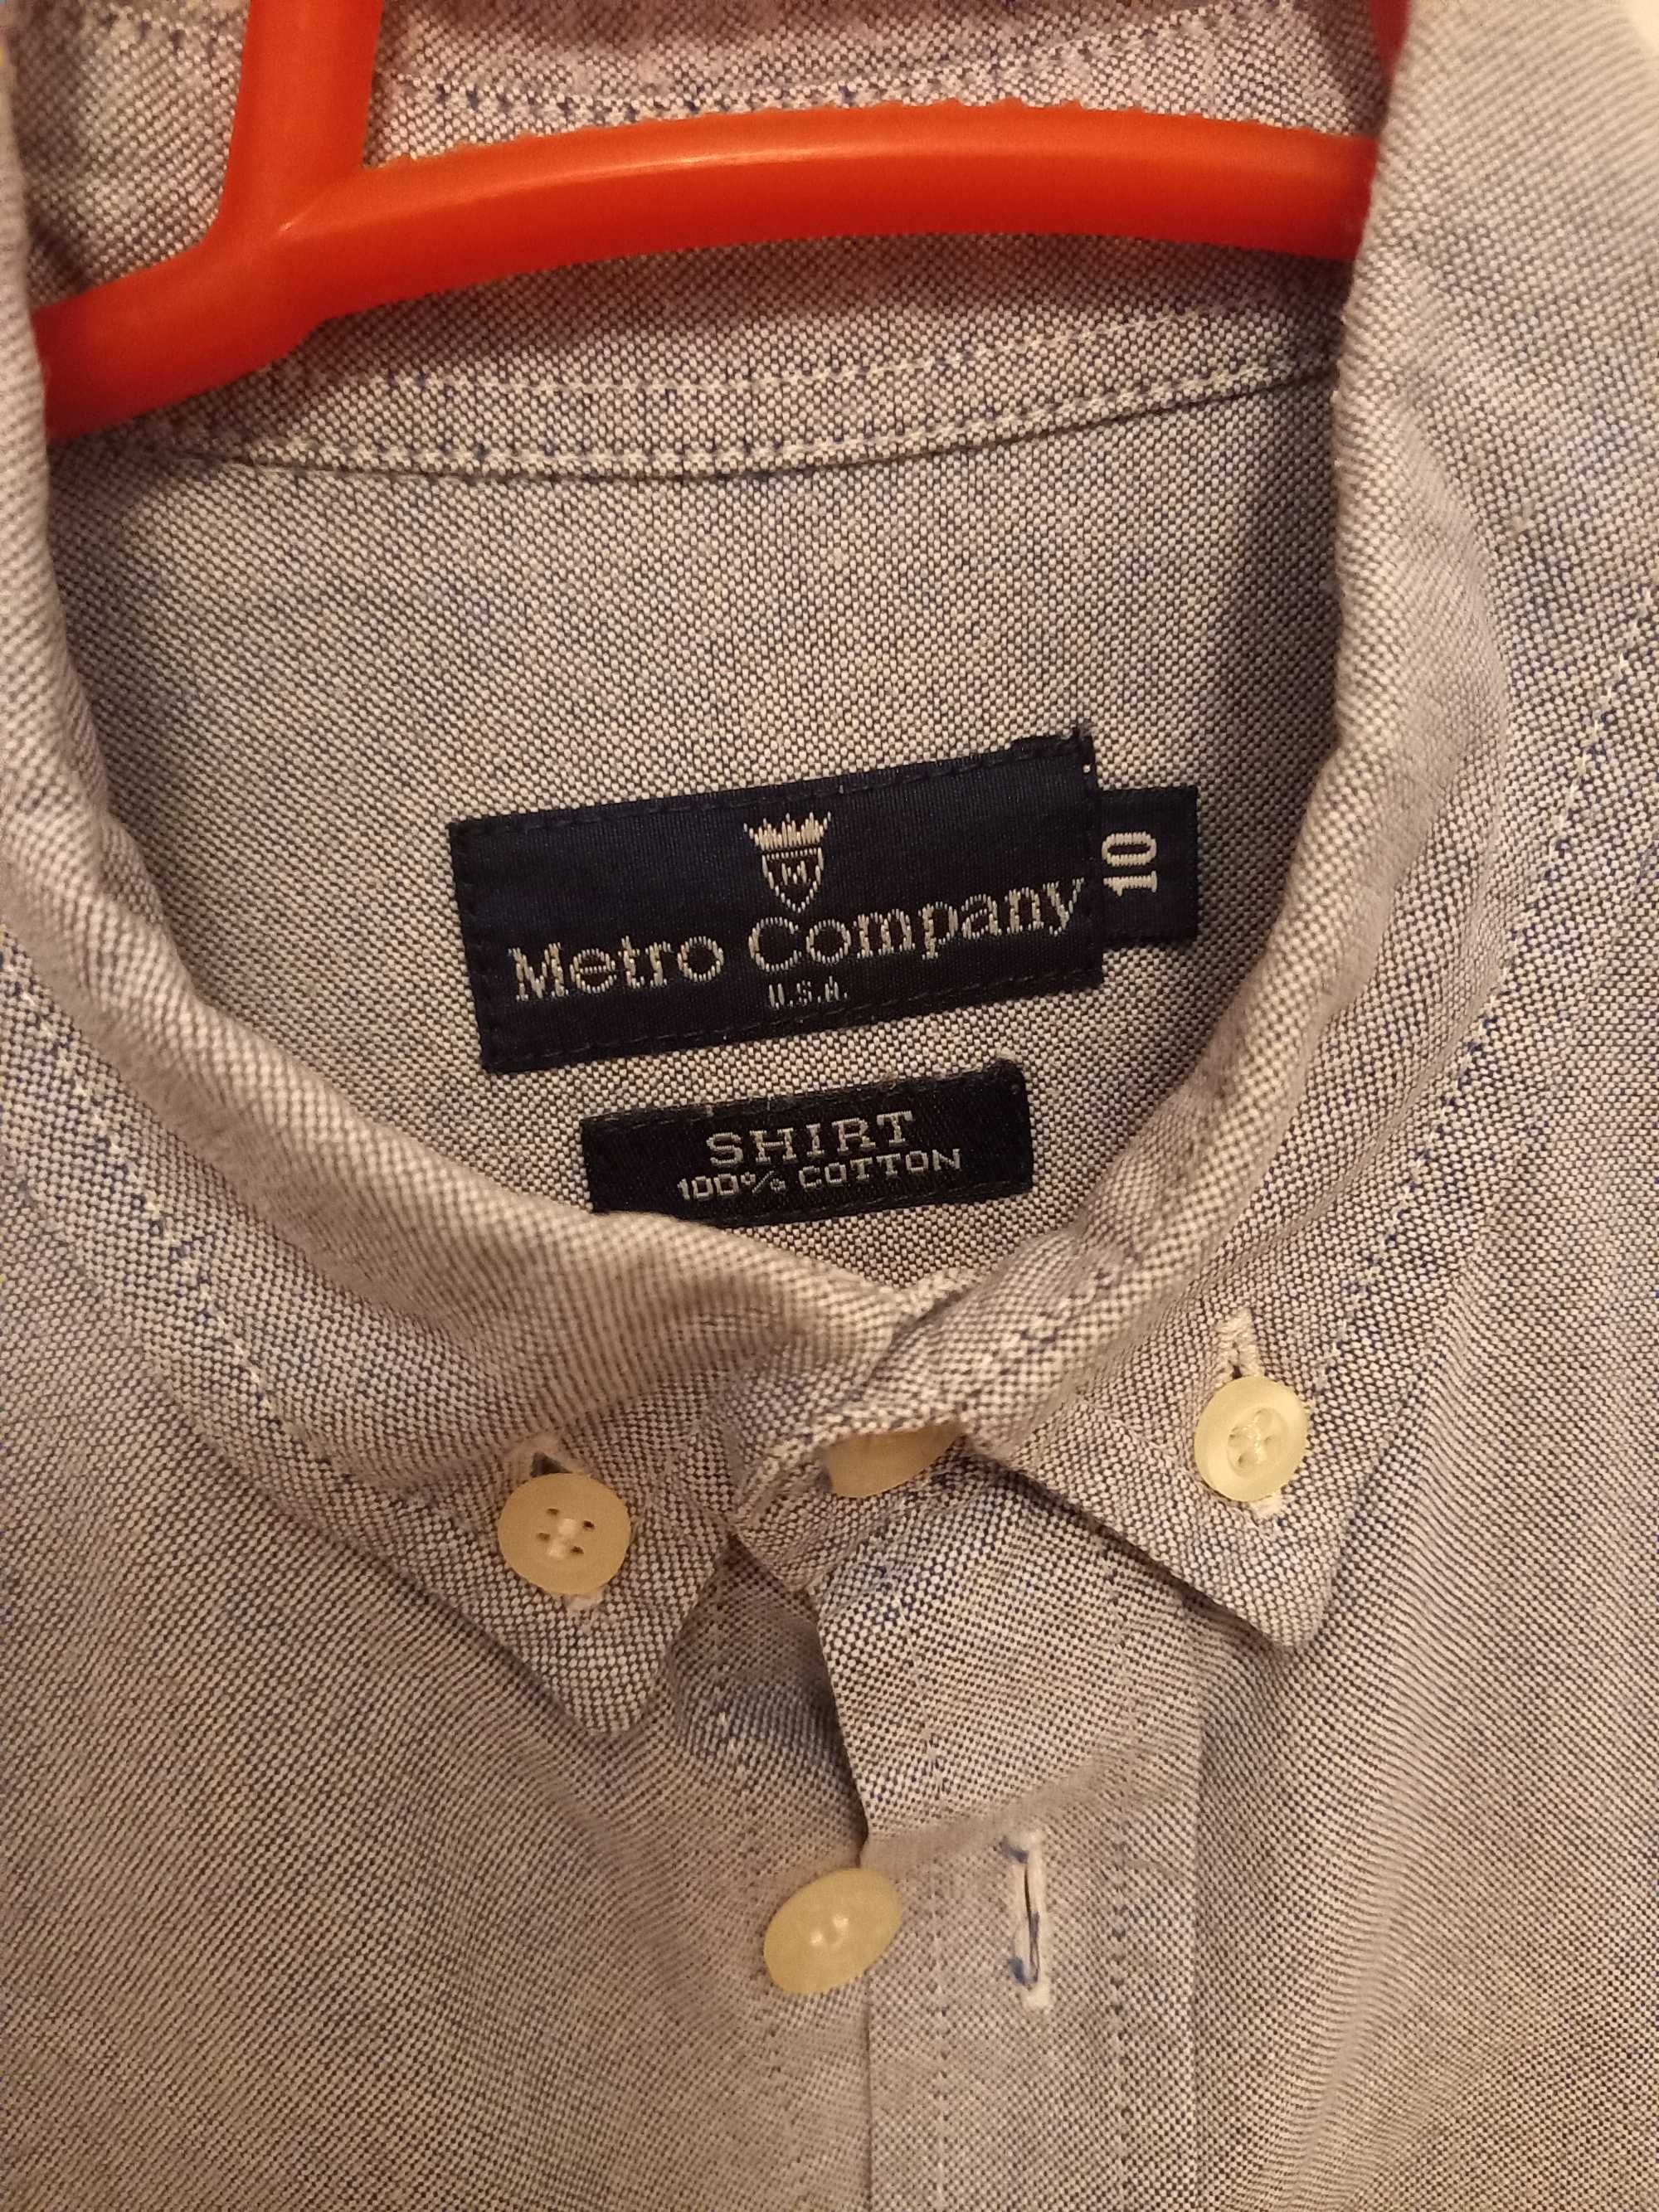 M
Metro Company
U.S.A.
10
SHIRT
100% COTTON